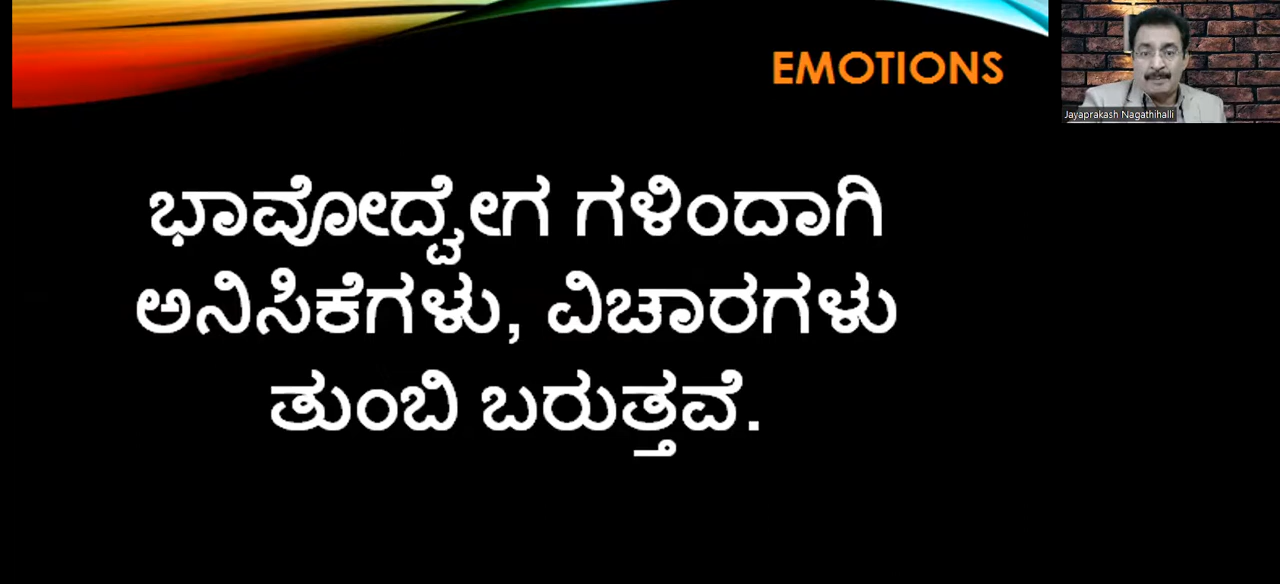 EMOTIONS
Jayaprakash Nagathihalli
ಭಾವೋದ್ವೇಗ ಗಳಿಂದಾಗಿ
ಅನಿಸಿಕೆಗಳು, ವಿಚಾರಗಳು
ತುಂಬಿ ಬರುತ್ತವೆ.